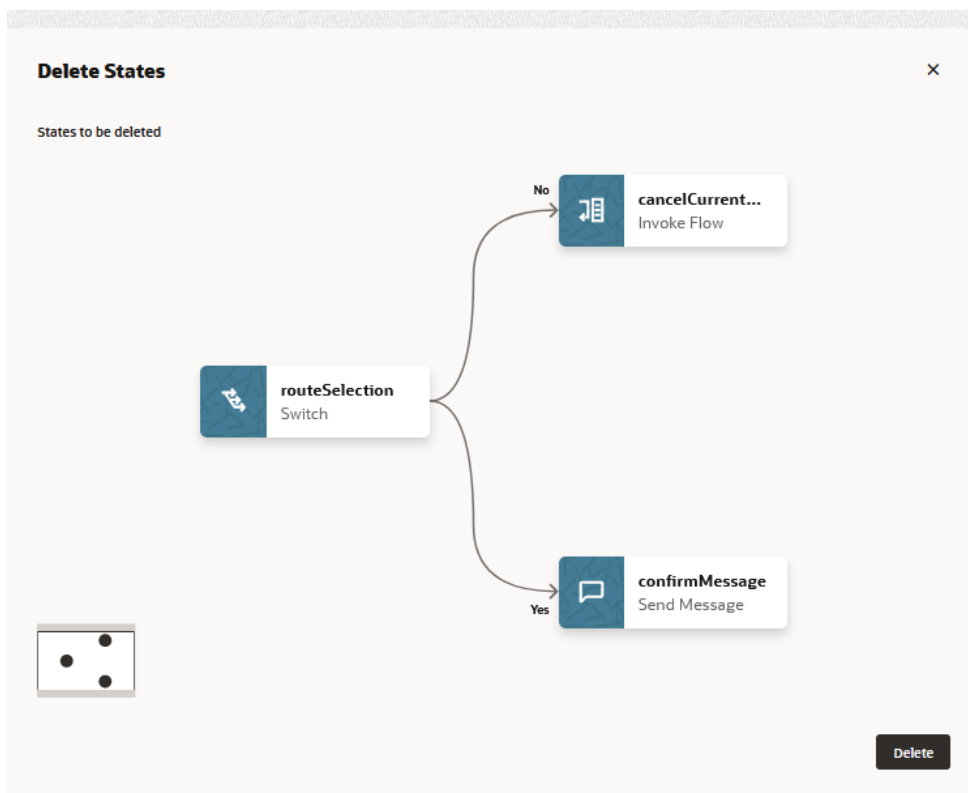 Delete States
States to be deleted
No
cancelCurrent...
Invoke Flow
routeSelection
Switch
confirmMessage
Send Message
Yes
Delete